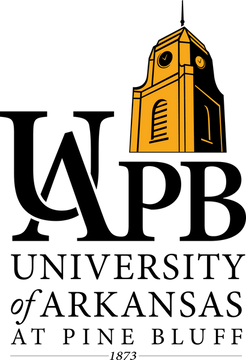 UAPB
UNIVERSITY
of ARKANSAS
AT PINE BLUFF
1873